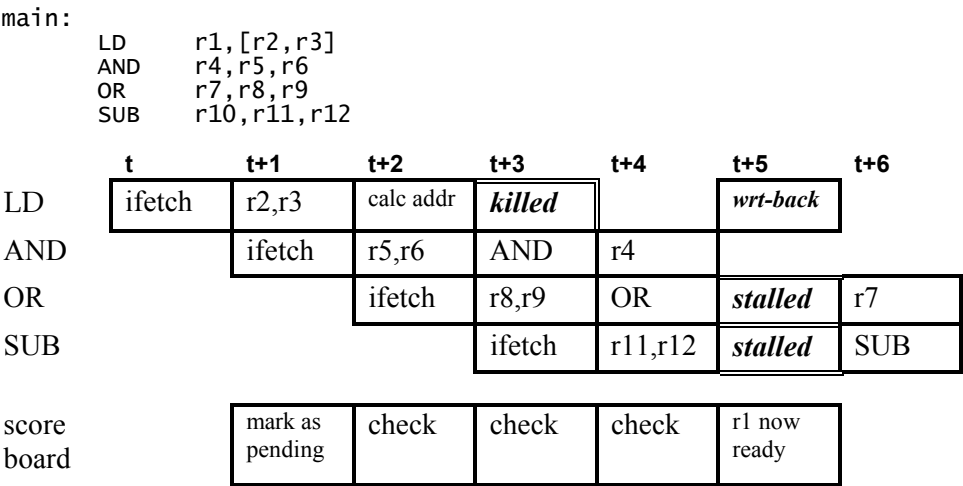 main:
LD r1,[r2,r3]
AND r4,r5,r6
OR r7,r8,r9
SUB r10,r11,r12
t t+1 t+2 t+3 t+4 t+5 t+6
LD ifetch r2,r3 calc addr killed wrt-back
AND ifetch r5,r6 AND r4
OR ifetch r8,r9 OR stalled r7
SUB ifetch r11,r12 stalled SUB
score mark as check check check r1 now
board pending ready